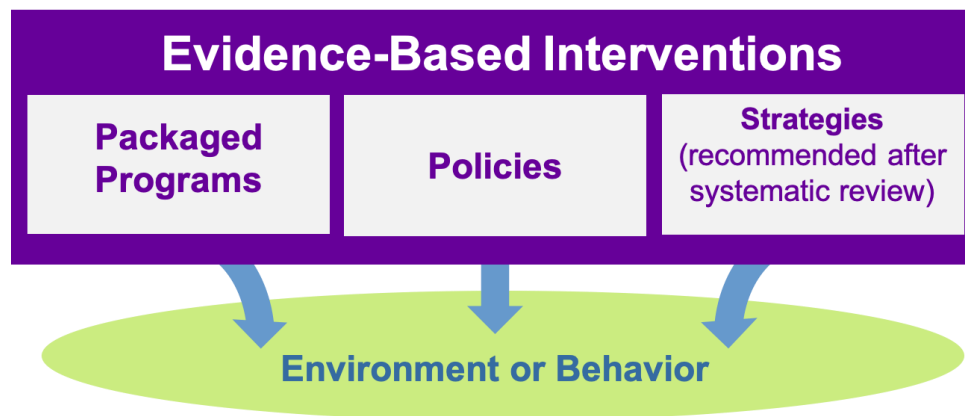 Evidence-Based Interventions
Packaged
Programs
Policies
Strategies
(recommended after
systematic review)
Environment or Behavior